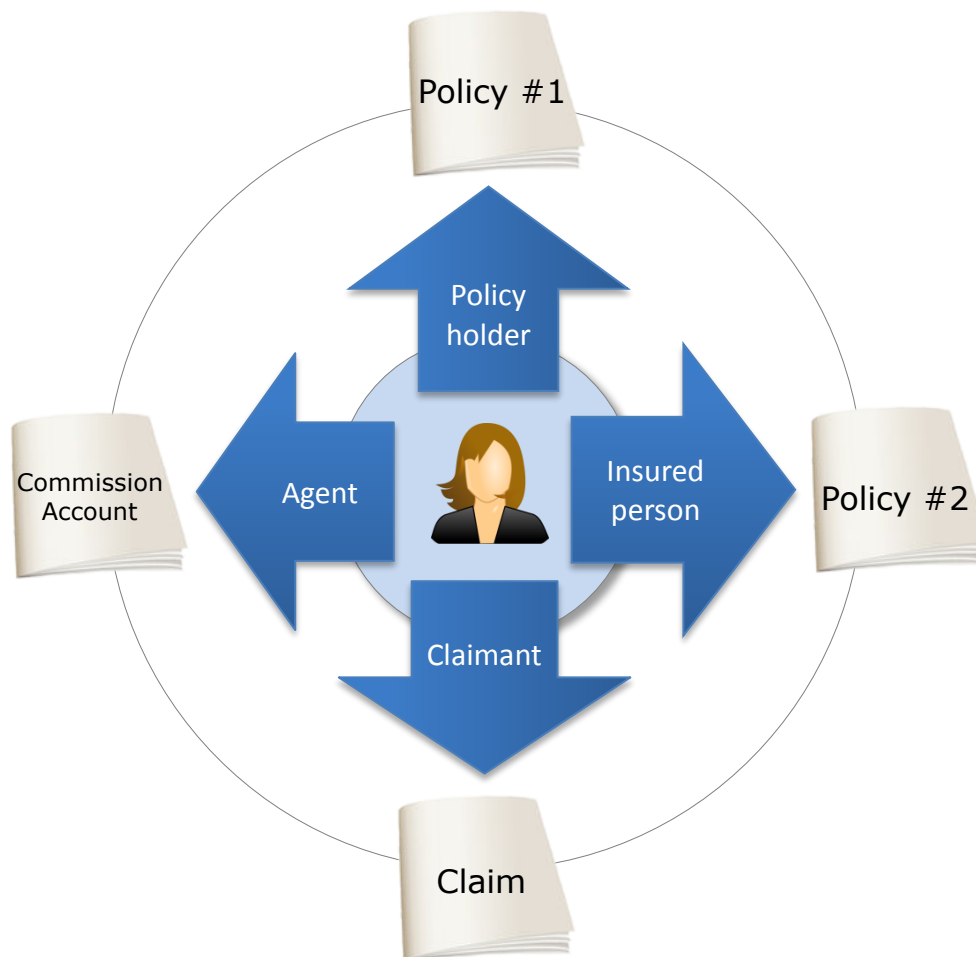 Policy #1
Policy
holder
Commission
Account
Agent
Insured
person
Policy #2
Claimant
Claim